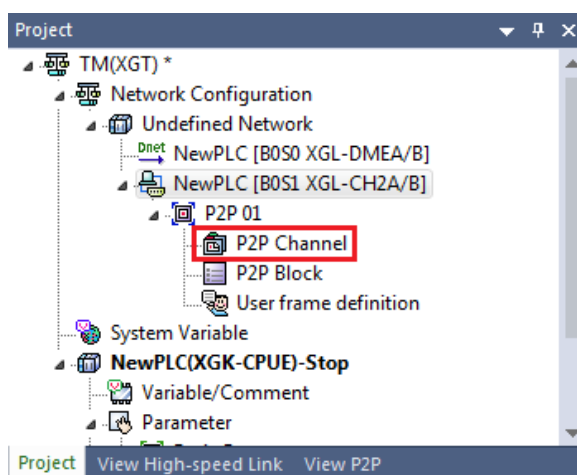 Project
TM(XGT) *
Network Configuration
Undefined Network
Dnet NewPLC [B0S0 XGL-DMEA/B]
NewPLC [B0S1 XGL-CH2A/B]
P2P 01
P2P Channel
P2P Block
User frame definition
System Variable
NewPLC(XGK-CPUE)-Stop
Variable/Comment
Parameter
Project View High-speed Link View P2P